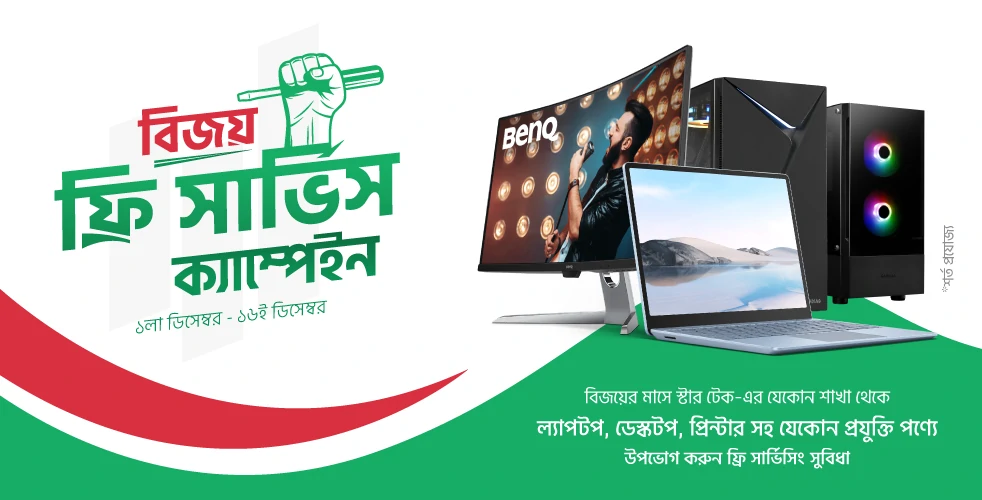 বিজয়
ফ্রি সার্ভিস
ক্যাম্পেইন
১লা ডিসেম্বর - ১৬ই ডিসেম্বর
BenQ
*শর্ত প্রযোজ্য
বিজয়ের মাসে স্টার টেক-এর যেকোন শাখা থেকে
ল্যাপটপ, ডেস্কটপ, প্রিন্টার সহ যেকোন প্রযুক্তি পণ্যে
উপভোগ করুন ফ্রি সার্ভিসিং সুবিধা